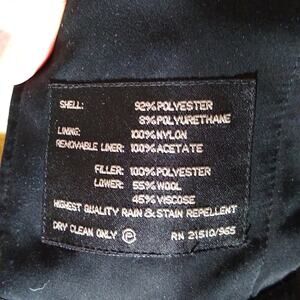 SHELL: 92% POLYESTER
8% POLYURETHANE
LINING: 100% NYLON
REMOVABLE LINER: 100% ACETATE
FILLER: 100% POLYESTER
LOWER: 55% WOOL
45% VISCOSE
HIGHEST QUALITY RAIN & STAIN REPELLENT
DRY CLEAN ONLY Ⓟ RN 21510/965